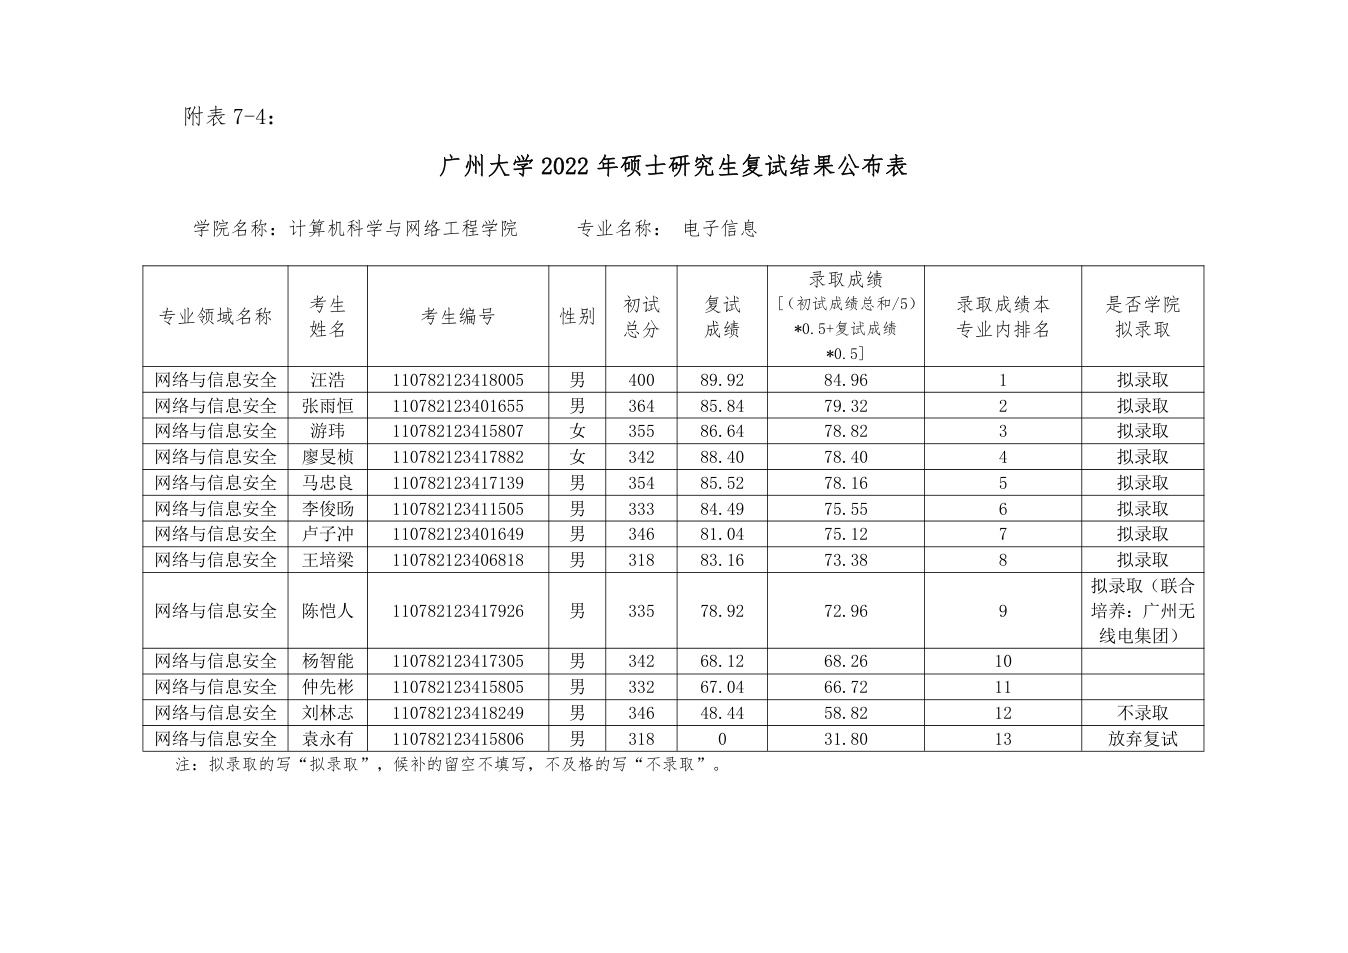 附表 7-4：
广州大学 2022 年硕士研究生复试结果公布表
学院名称：计算机科学与网络工程学院 专业名称： 电子信息
专业领域名称 考生姓名 考生编号 性别 初试总分 复试成绩 录取成绩[（初试成绩总和/5）*0.5+复试成绩*0.5] 录取成绩本专业内排名 是否学院拟录取
网络与信息安全 汪浩 110782123418005 男 400 89.92 84.96 1 拟录取
网络与信息安全 张雨恒 110782123401655 男 364 85.84 79.32 2 拟录取
网络与信息安全 游玮 110782123415807 女 355 86.64 78.82 3 拟录取
网络与信息安全 廖旻桢 110782123417882 女 342 88.40 78.40 4 拟录取
网络与信息安全 马忠良 110782123417139 男 354 85.52 78.16 5 拟录取
网络与信息安全 李俊旸 110782123411505 男 333 84.49 75.55 6 拟录取
网络与信息安全 卢子冲 110782123401649 男 346 81.04 75.12 7 拟录取
网络与信息安全 王培梁 110782123406818 男 318 83.16 73.38 8 拟录取
网络与信息安全 陈恺人 110782123417926 男 335 78.92 72.96 9 拟录取（联合培养：广州无线电集团）
网络与信息安全 杨智能 110782123417305 男 342 68.12 68.26 10
网络与信息安全 仲先彬 110782123415805 男 332 67.04 66.72 11
网络与信息安全 刘林志 110782123418249 男 346 48.44 58.82 12 不录取
网络与信息安全 袁永有 110782123415806 男 318 0 31.80 13 放弃复试
注：拟录取的写“拟录取”，候补的留空不填写，不及格的写“不录取”。